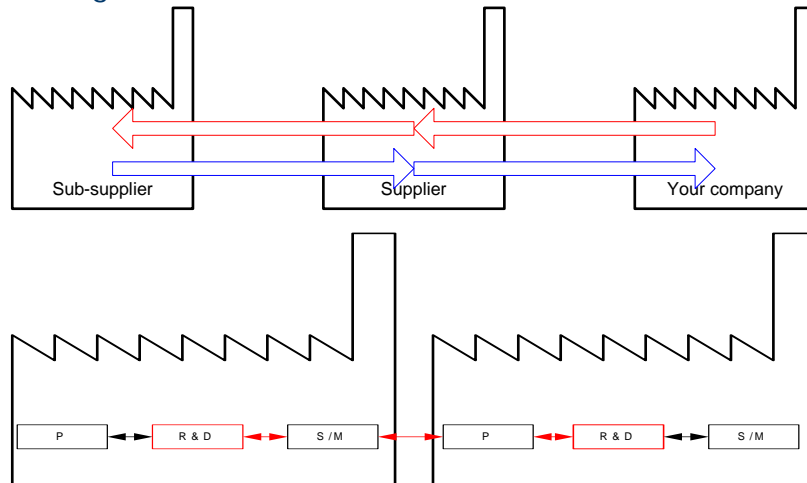 Sub-supplier
Supplier
Your company
P
R & D
S / M
P
R & D
S / M